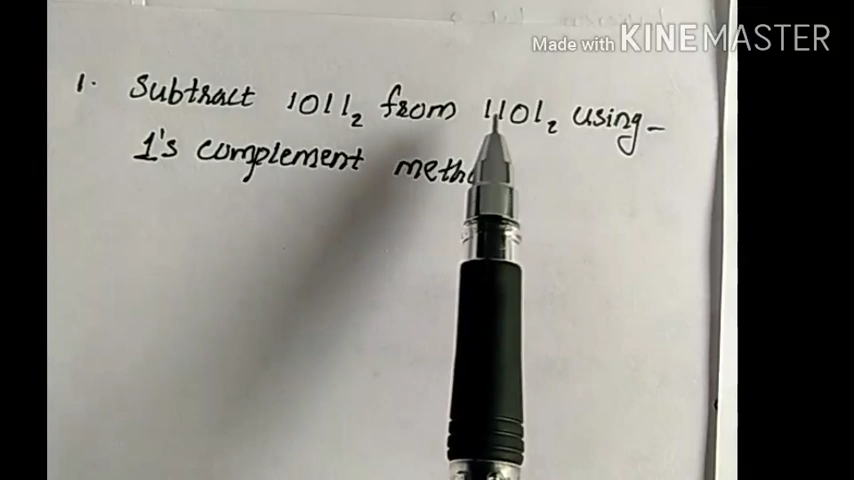 Made with KINEMASTER
1. Subtract 1011₂ from 1101₂ using-
1's complement